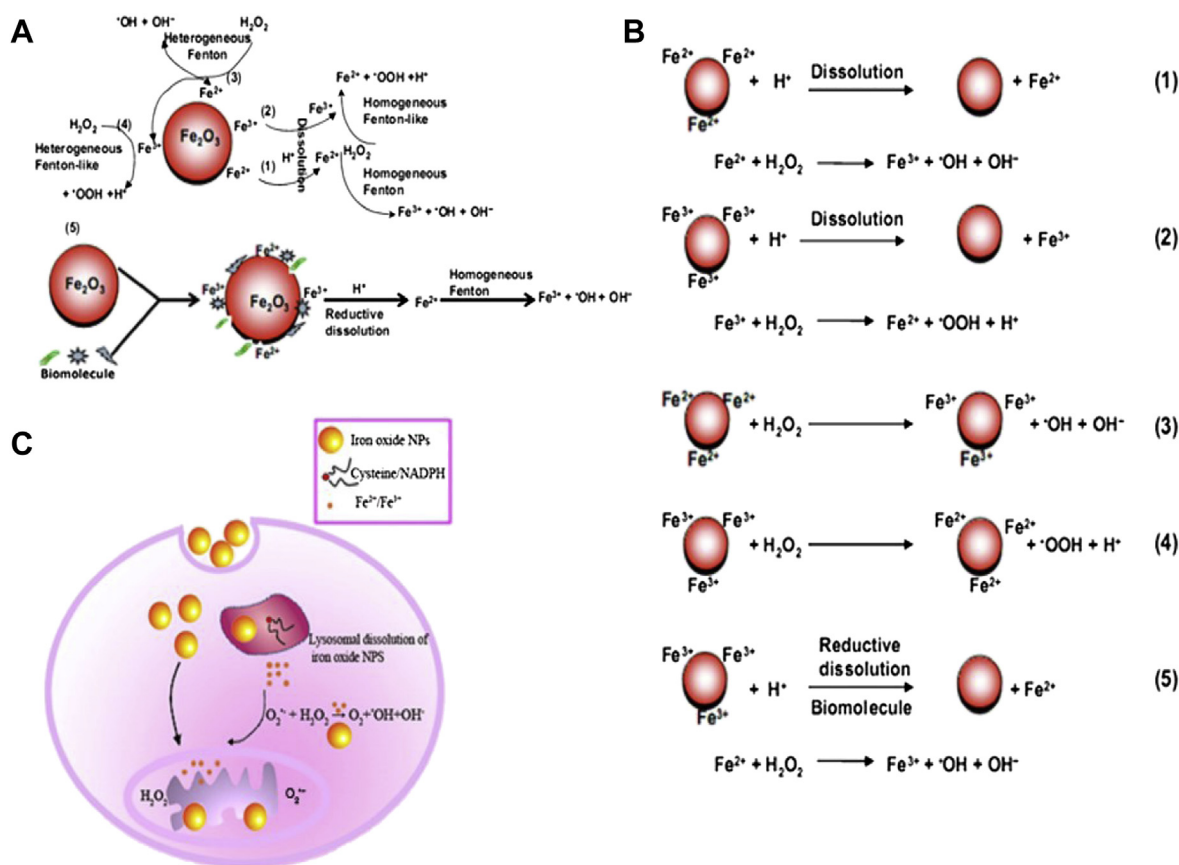 A
•OH + OH⁻
H₂O₂
Heterogeneous
Fenton
(3)
Fe²⁺
Fe²⁺ + •OOH +H⁺
H₂O₂
(4)
Heterogeneous
Fenton-like
+ •OOH +H⁺
Fe³⁺
Fe₂O₃
Fe³⁺
(2)
Fe³⁺
Homogeneous
Fenton-like
Dissolution
H⁺
Fe²⁺
(1)
Fe²⁺
H₂O₂
Homogeneous
Fenton
Fe³⁺ + •OH + OH⁻
(5)
Fe₂O₃
Biomolecule
Fe²⁺
Fe³⁺
Fe₂O₃
Fe³⁺
Fe²⁺
H⁺
Reductive
dissolution
Fe²⁺
Homogeneous
Fenton
Fe³⁺ + •OH + OH⁻
B
Fe²⁺ Fe²⁺
Fe²⁺
+ H⁺
Dissolution
+ Fe²⁺
(1)
Fe²⁺ + H₂O₂
Fe³⁺ + •OH + OH⁻
Fe³⁺ Fe³⁺
Fe³⁺
+ H⁺
Dissolution
+ Fe³⁺
(2)
Fe³⁺ + H₂O₂
Fe²⁺ + •OOH + H⁺
Fe²⁺ Fe²⁺
Fe²⁺
+ H₂O₂
Fe³⁺ Fe³⁺
Fe³⁺
+ •OH + OH⁻
(3)
Fe³⁺ Fe³⁺
Fe³⁺
+ H₂O₂
Fe²⁺ Fe²⁺
Fe²⁺
+ •OOH + H⁺
(4)
Fe³⁺ Fe³⁺
Fe³⁺
+ H⁺
Reductive
dissolution
Biomolecule
+ Fe²⁺
(5)
Fe²⁺ + H₂O₂
Fe³⁺ + •OH + OH⁻
C
Iron oxide NPs
Cysteine/NADPH
Fe²⁺/Fe³⁺
Lysosomal dissolution of
iron oxide NPS
O₂•⁻ + H₂O₂ → O₂+•OH+OH⁻
H₂O₂
O₂•⁻